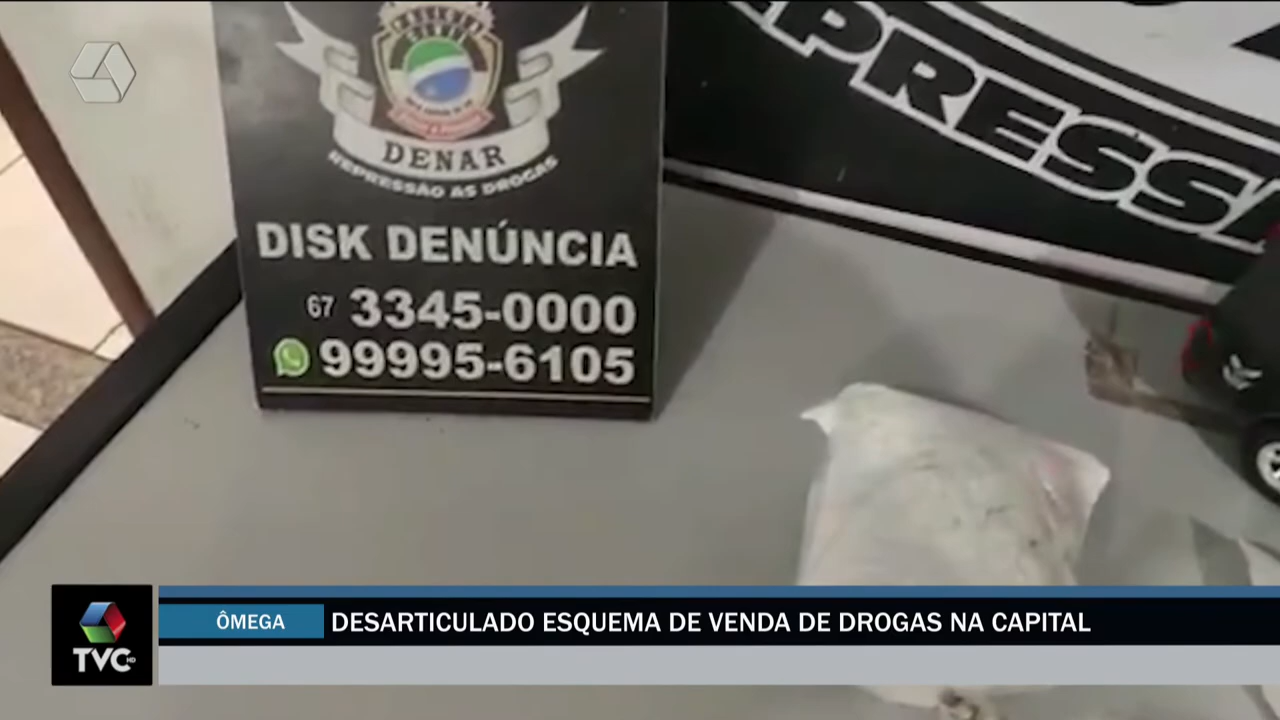 DENAR
REPRESSÃO AS DROGAS
DISK DENÚNCIA
67 3345-0000
99995-6105
REPRESSÃ
ÔMEGA
DESARTICULADO ESQUEMA DE VENDA DE DROGAS NA CAPITAL
TVC HD